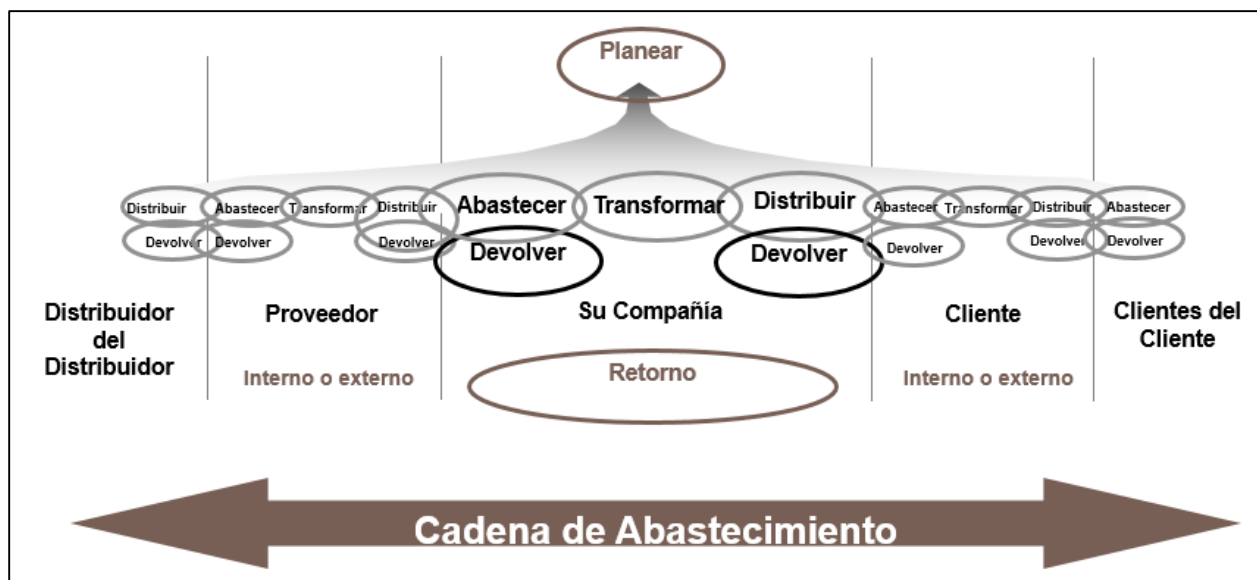 Planear
Distribuir
Abastecer
Transformar
Distribuir
Abastecer
Transformar
Distribuir
Abastecer
Transformar
Distribuir
Abastecer
Devolver
Devolver
Devolver
Devolver
Devolver
Devolver
Devolver
Devolver
Distribuidor
del
Distribuidor
Proveedor
Su Compañía
Cliente
Clientes del
Cliente
Interno o externo
Retorno
Interno o externo
Cadena de Abastecimiento